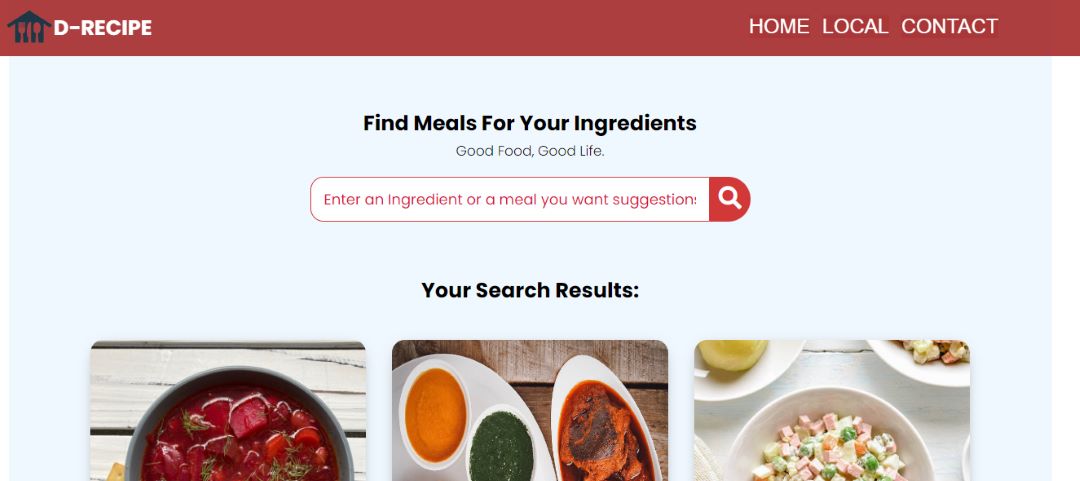 D-RECIPE
HOME LOCAL CONTACT
Find Meals For Your Ingredients
Good Food, Good Life.
Enter an Ingredient or a meal you want suggestions
Your Search Results: